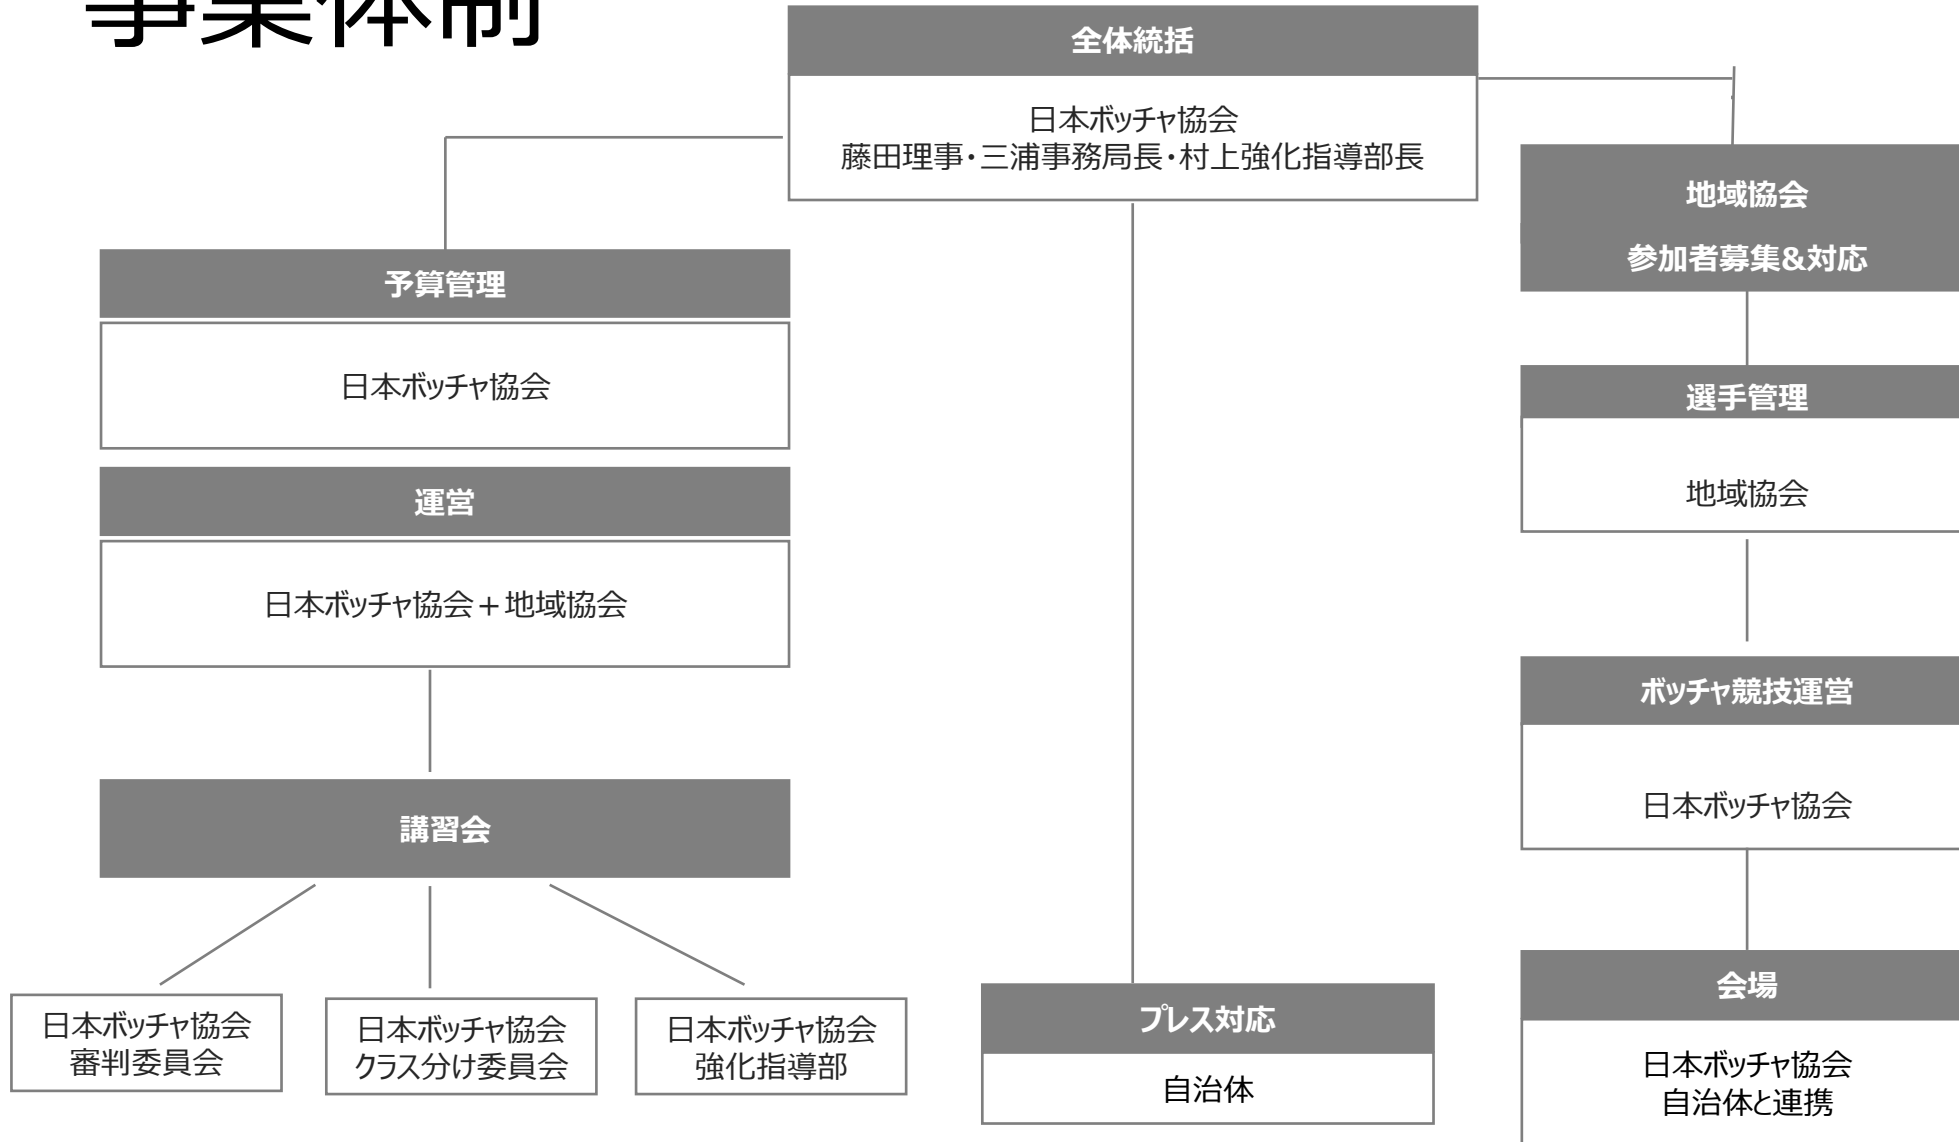 事業体制
全体統括
日本ボッチャ協会
藤田理事・三浦事務局長・村上強化指導部長
地域協会
参加者募集&対応
予算管理
日本ボッチャ協会
選手管理
地域協会
運営
日本ボッチャ協会＋地域協会
ボッチャ競技運営
日本ボッチャ協会
講習会
日本ボッチャ協会
審判委員会
日本ボッチャ協会
クラス分け委員会
日本ボッチャ協会
強化指導部
プレス対応
自治体
会場
日本ボッチャ協会
自治体と連携